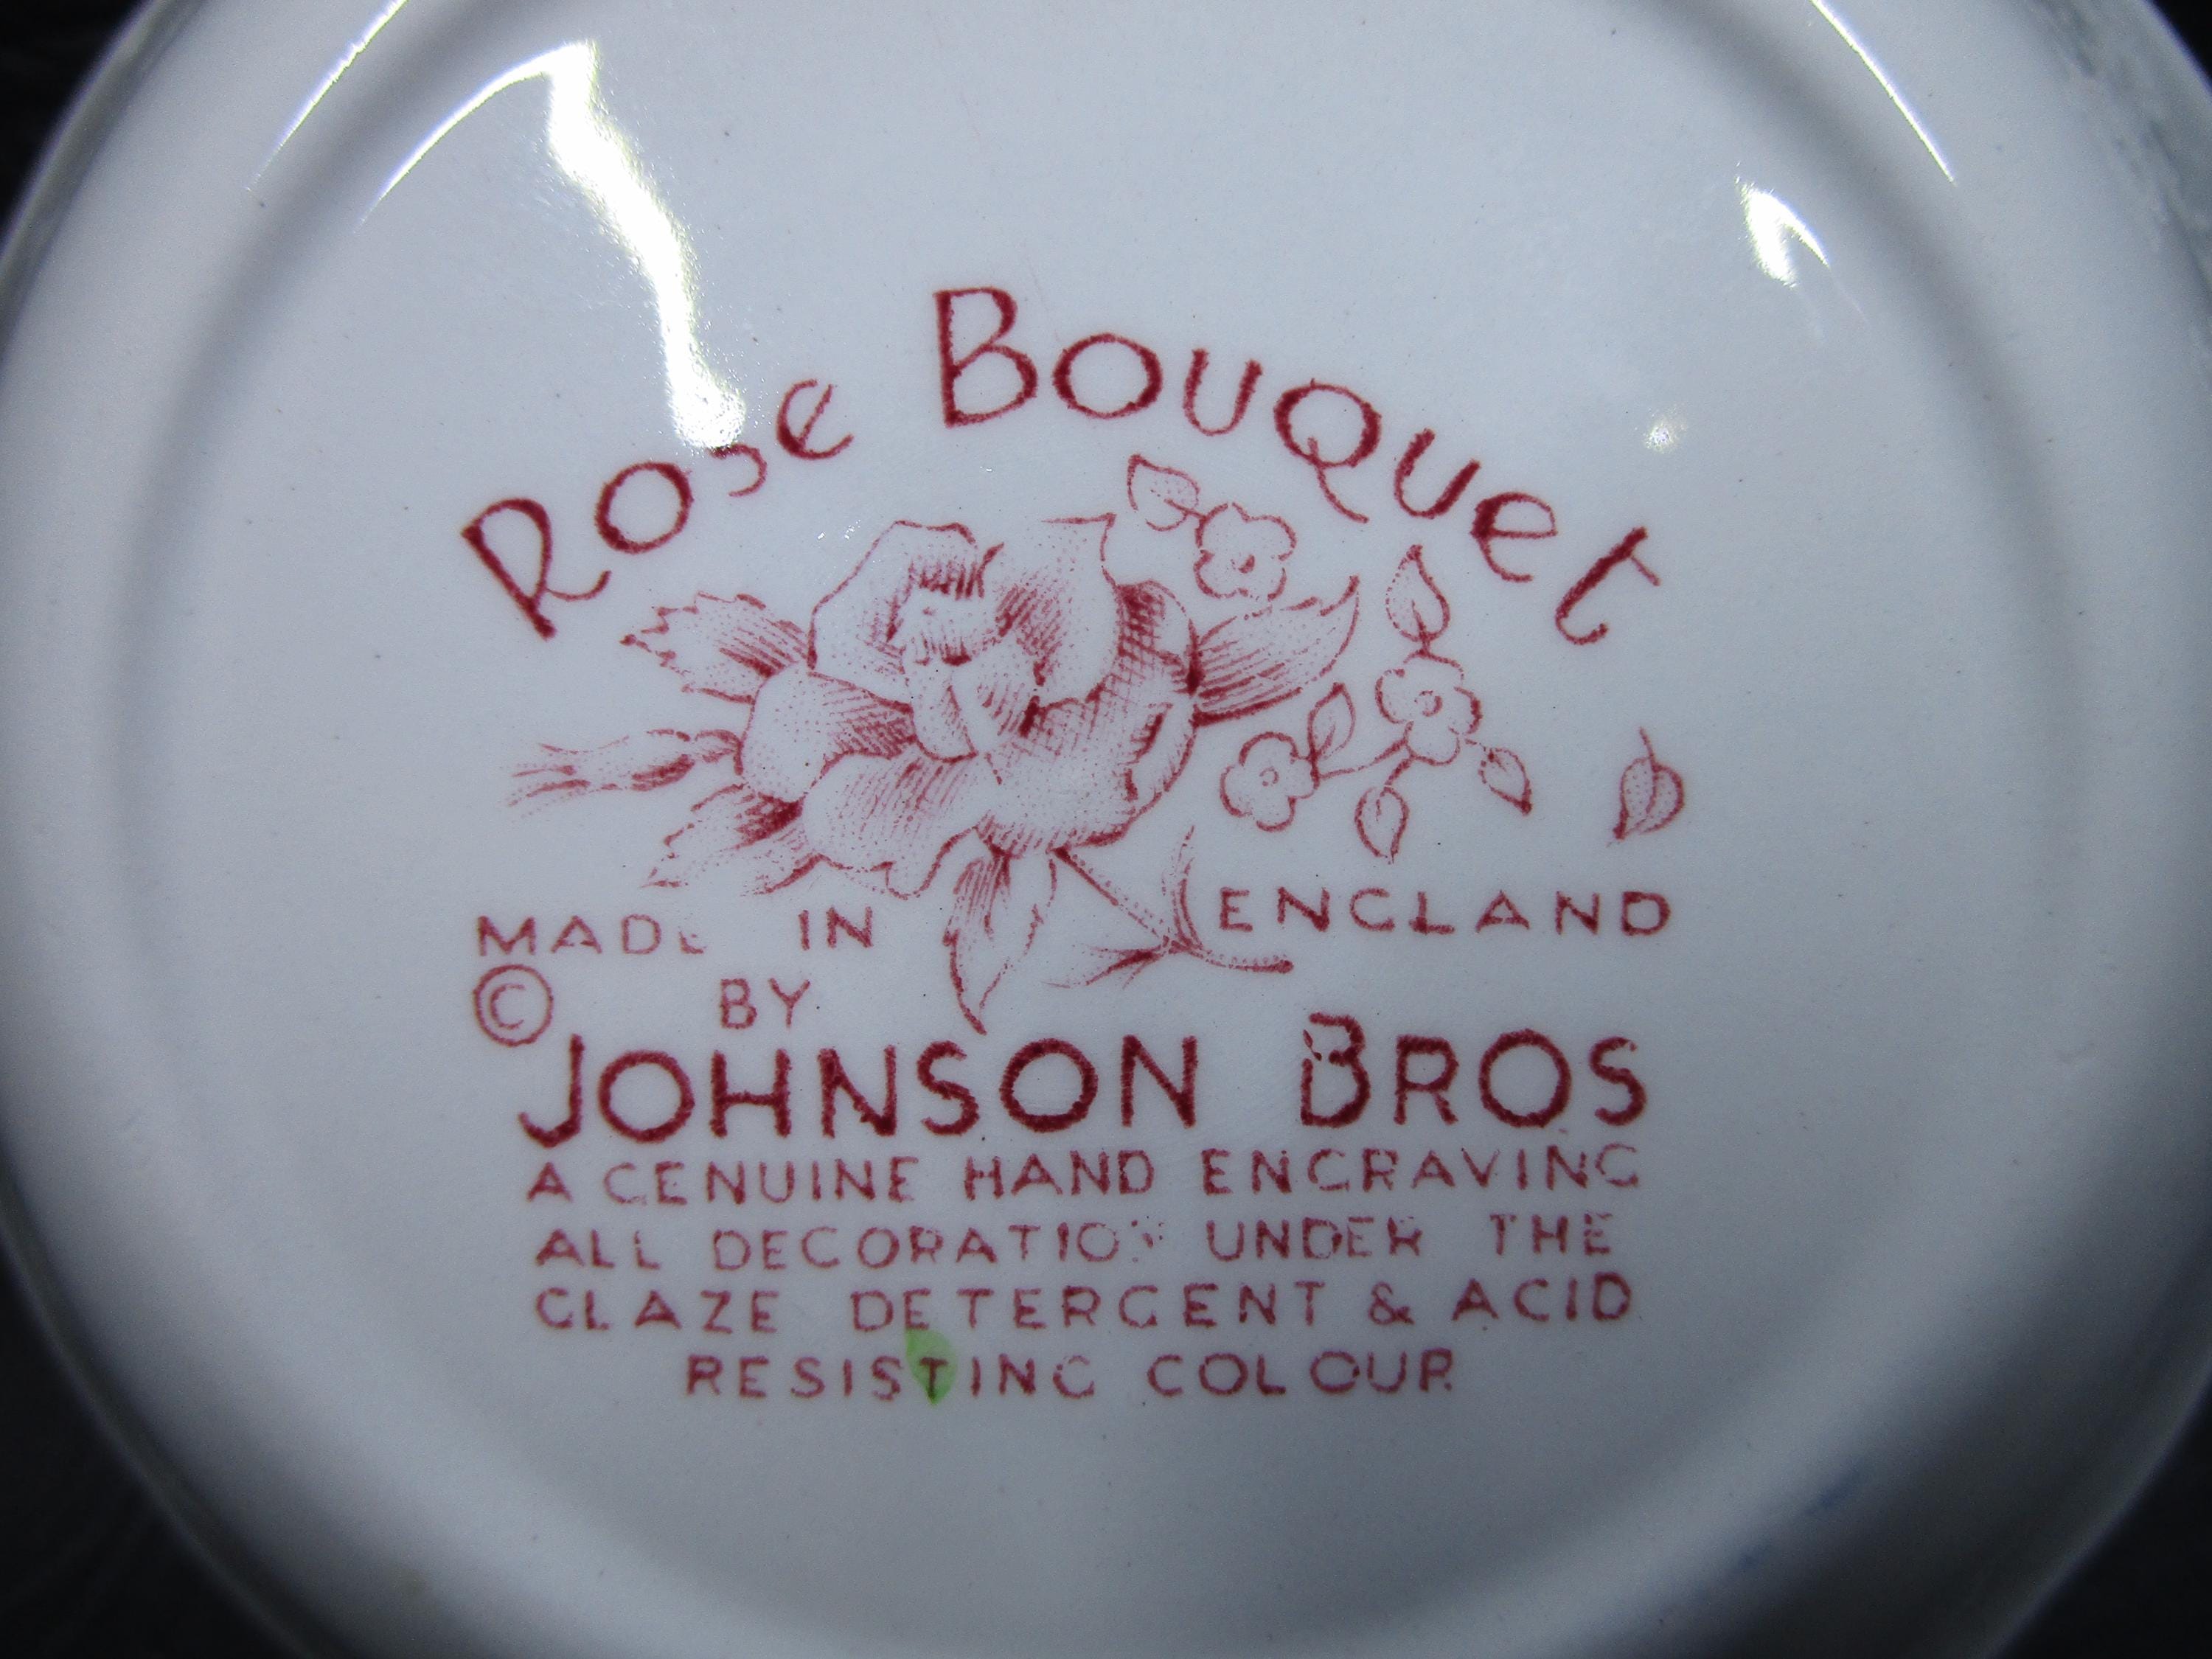 Rose Bouquet
MADE IN ENGLAND
© BY
JOHNSON BROS
A GENUINE HAND ENGRAVING
ALL DECORATION UNDER THE
GLAZE DETERGENT & ACID
RESISTING COLOUR